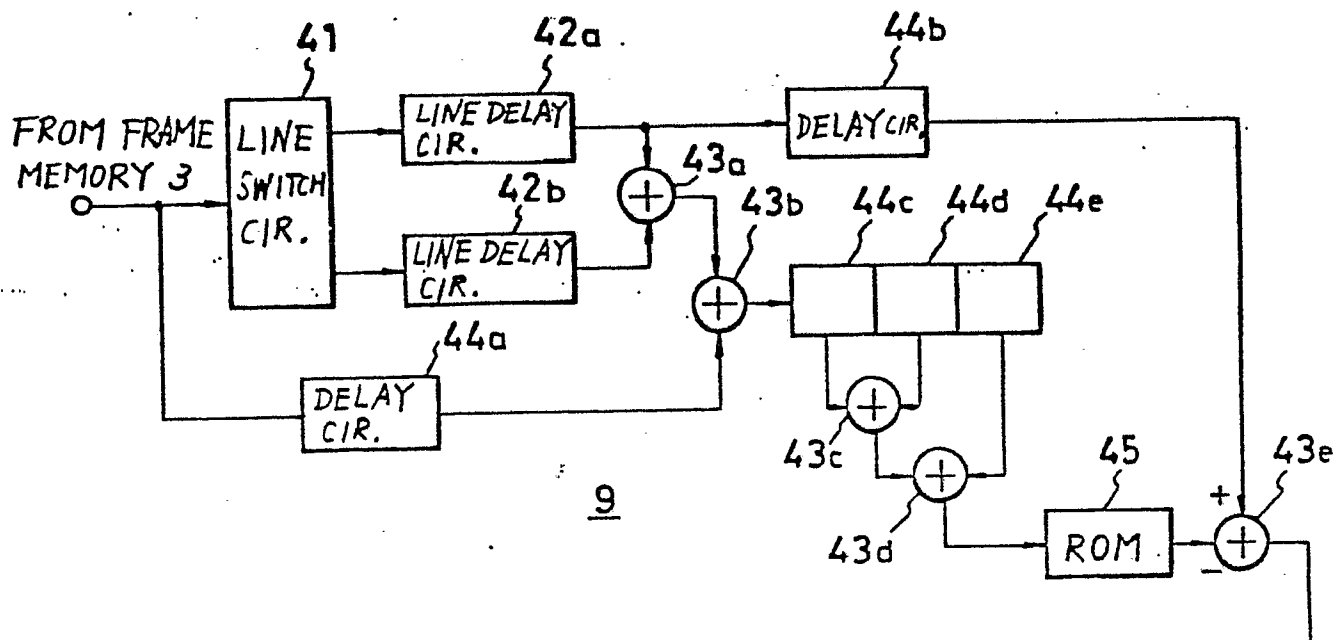 41
42a
44b
FROM FRAME
MEMORY 3
LINE
SWITCH
CIR.
LINE DELAY
CIR.
DELAY CIR.
43a
42b
LINE DELAY
CIR.
43b
44c
44d
44e
44a
DELAY
CIR.
43c
43d
9
45
ROM
43e
+
−